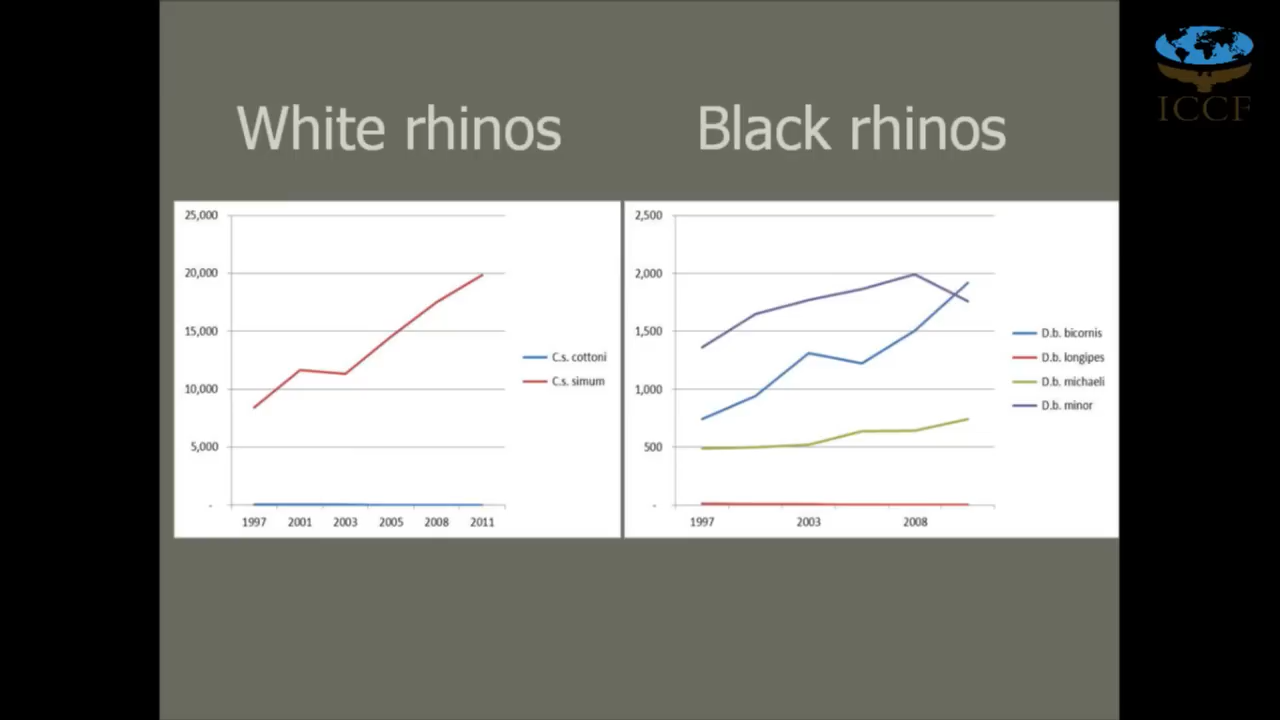 ICCF
White rhinos
Black rhinos
25,000
20,000
15,000
10,000
5,000
-
1997 2001 2003 2005 2008 2011
C.s. cottoni
C.s. simum
2,500
2,000
1,500
1,000
500
-
1997 2003 2008
D.b. bicornis
D.b. longipes
D.b. michaeli
D.b. minor